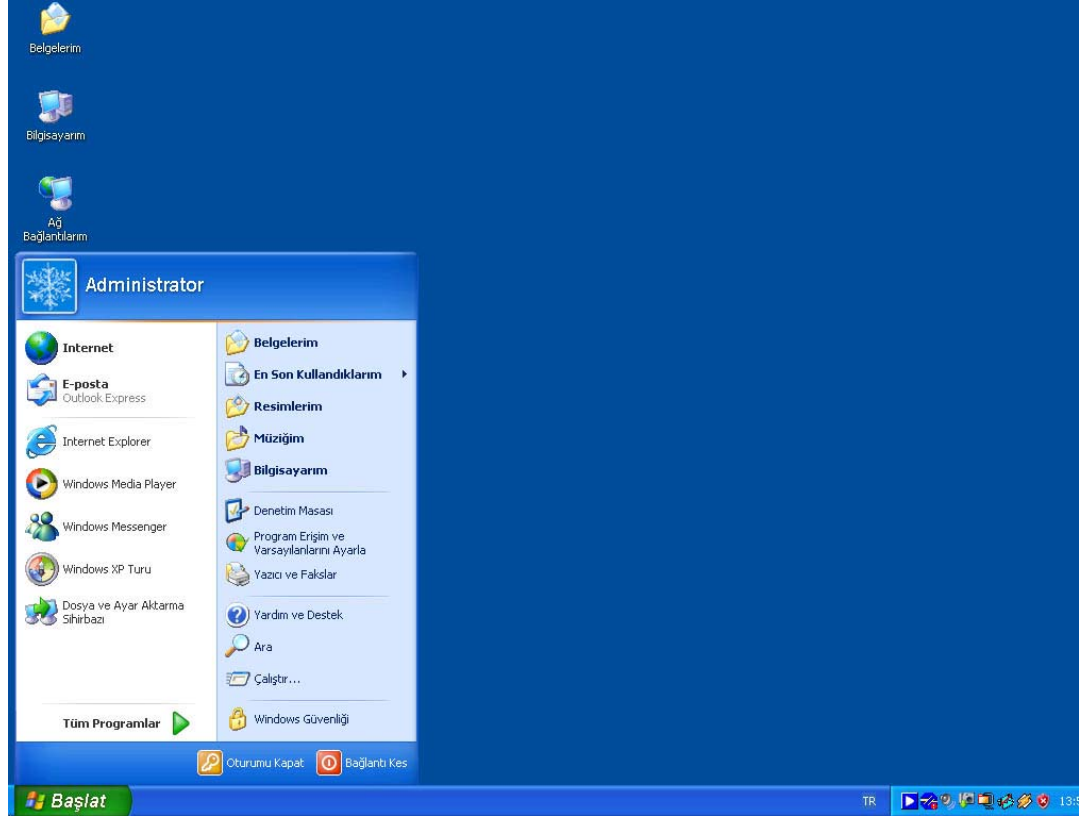 Belgelerim
Bilgisayarım
Ağ
Bağlantılarım
Administrator
Internet
E-posta
Outlook Express
Internet Explorer
Windows Media Player
Windows Messenger
Windows XP Turu
Dosya ve Ayar Aktarma
Sihirbazı
Tüm Programlar
Belgelerim
En Son Kullandıklarım
Resimlerim
Müziğim
Bilgisayarım
Denetim Masası
Program Erişim ve
Varsayılanlarını Ayarla
Yazıcı ve Fakslar
Yardım ve Destek
Ara
Çalıştır...
Windows Güvenliği
Oturumu Kapat
Bağlantı Kes
Başlat
TR